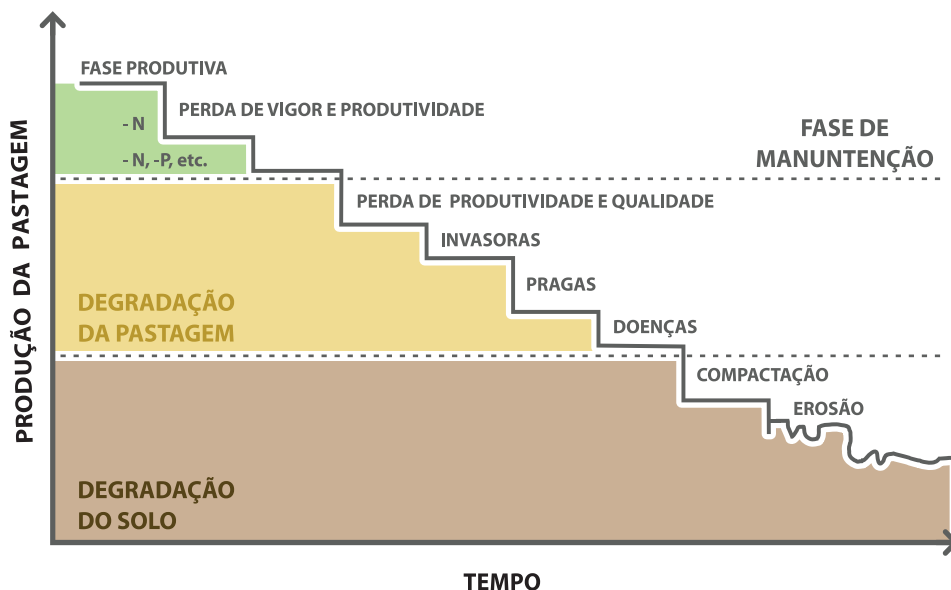 FASE PRODUTIVA
PERDA DE VIGOR E PRODUTIVIDADE
- N
- N, -P, etc.
FASE DE
MANUNTENÇÃO
PERDA DE PRODUTIVIDADE E QUALIDADE
INVASORAS
PRAGAS
DEGRADAÇÃO
DA PASTAGEM
DOENÇAS
COMPACTAÇÃO
EROSÃO
DEGRADAÇÃO
DO SOLO
PRODUÇÃO DA PASTAGEM
TEMPO